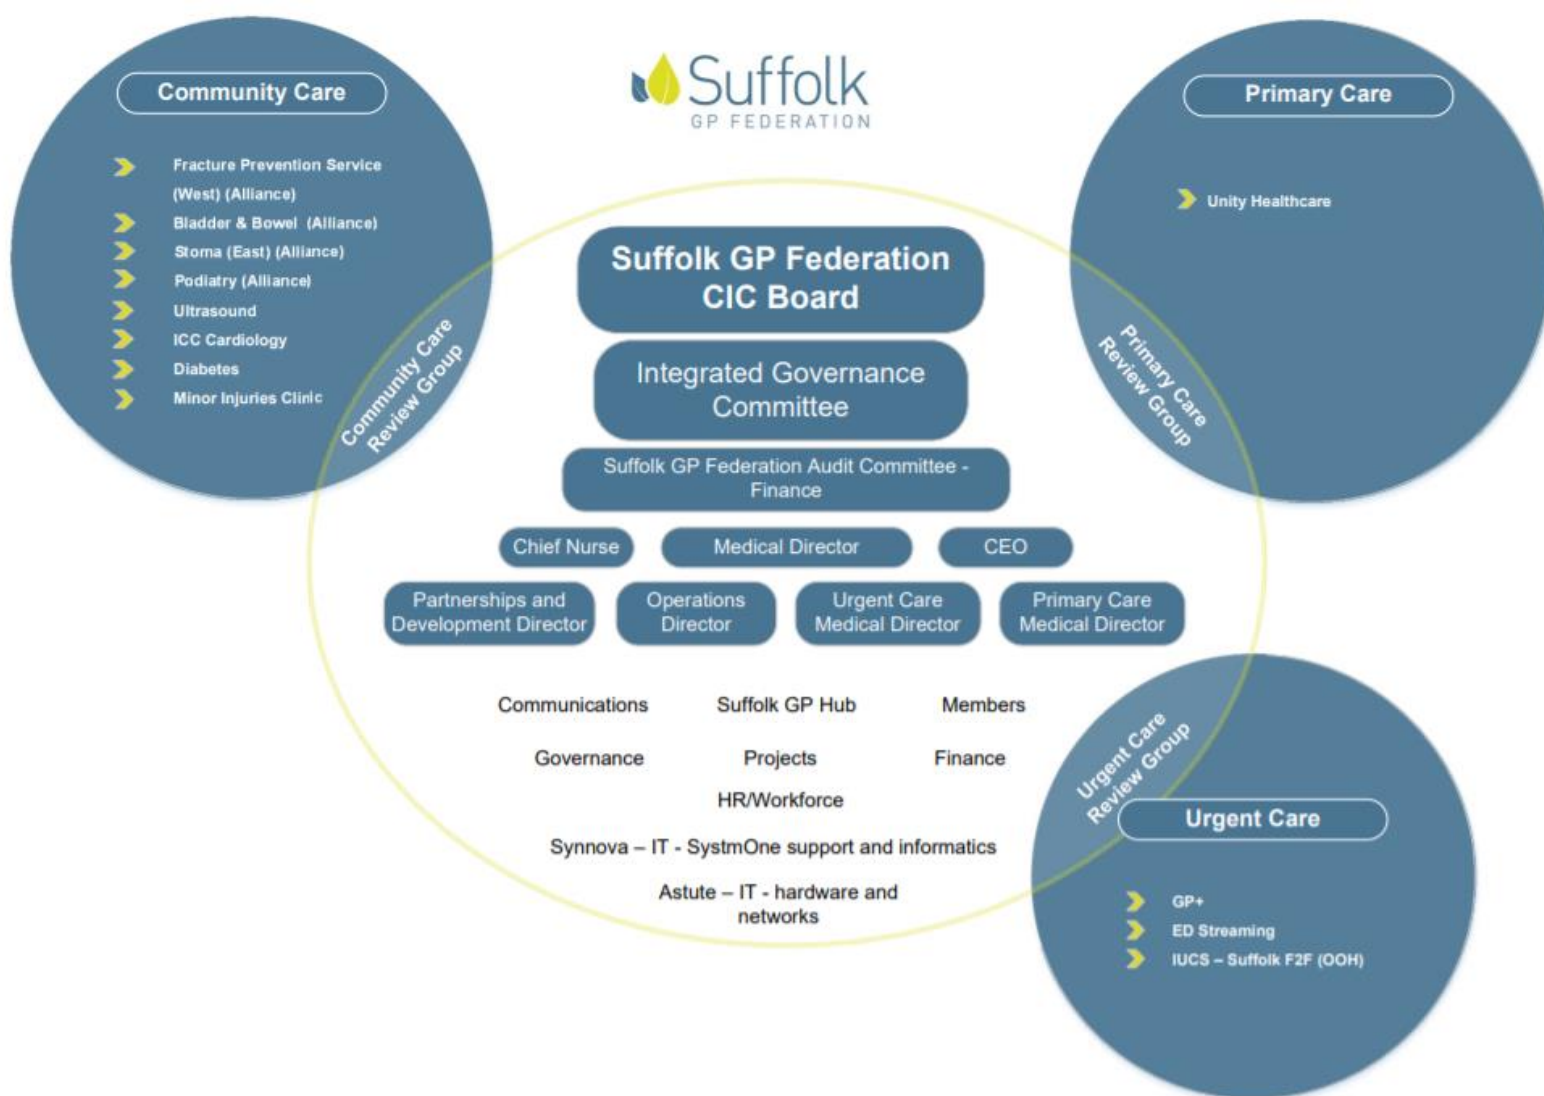 Suffolk
GP FEDERATION
Community Care
Fracture Prevention Service
(West) (Alliance)
Bladder & Bowel (Alliance)
Stoma (East) (Alliance)
Podiatry (Alliance)
Ultrasound
ICC Cardiology
Diabetes
Minor Injuries Clinic
Community Care
Review Group
Primary Care
Unity Healthcare
Primary Care
Review Group
Suffolk GP Federation
CIC Board
Integrated Governance
Committee
Suffolk GP Federation Audit Committee -
Finance
Chief Nurse
Medical Director
CEO
Partnerships and
Development Director
Operations
Director
Urgent Care
Medical Director
Primary Care
Medical Director
Communications
Suffolk GP Hub
Members
Governance
Projects
Finance
HR/Workforce
Synnova – IT - SystmOne support and informatics
Astute – IT - hardware and
networks
Urgent Care
Review Group
Urgent Care
GP+
ED Streaming
IUCS – Suffolk F2F (OOH)